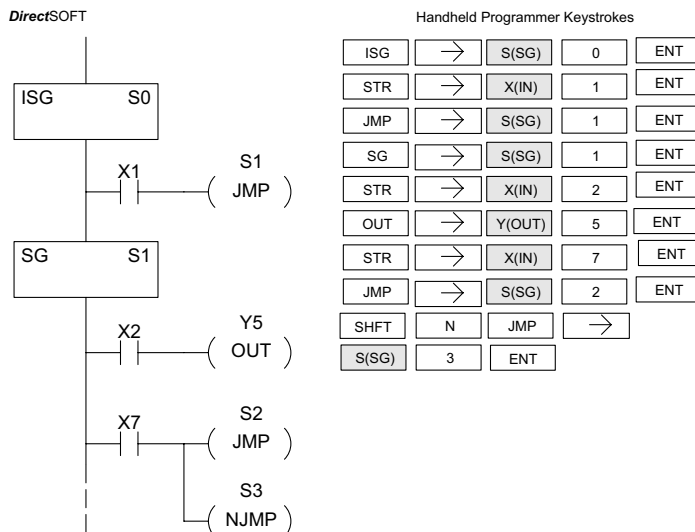 DirectSOFT
Handheld Programmer Keystrokes
ISG S0
X1
S1
JMP
SG S1
X2
Y5
OUT
X7
S2
JMP
S3
NJMP
ISG → S(SG) 0 ENT
STR → X(IN) 1 ENT
JMP → S(SG) 1 ENT
SG → S(SG) 1 ENT
STR → X(IN) 2 ENT
OUT → Y(OUT) 5 ENT
STR → X(IN) 7 ENT
JMP → S(SG) 2 ENT
SHFT N JMP →
S(SG) 3 ENT